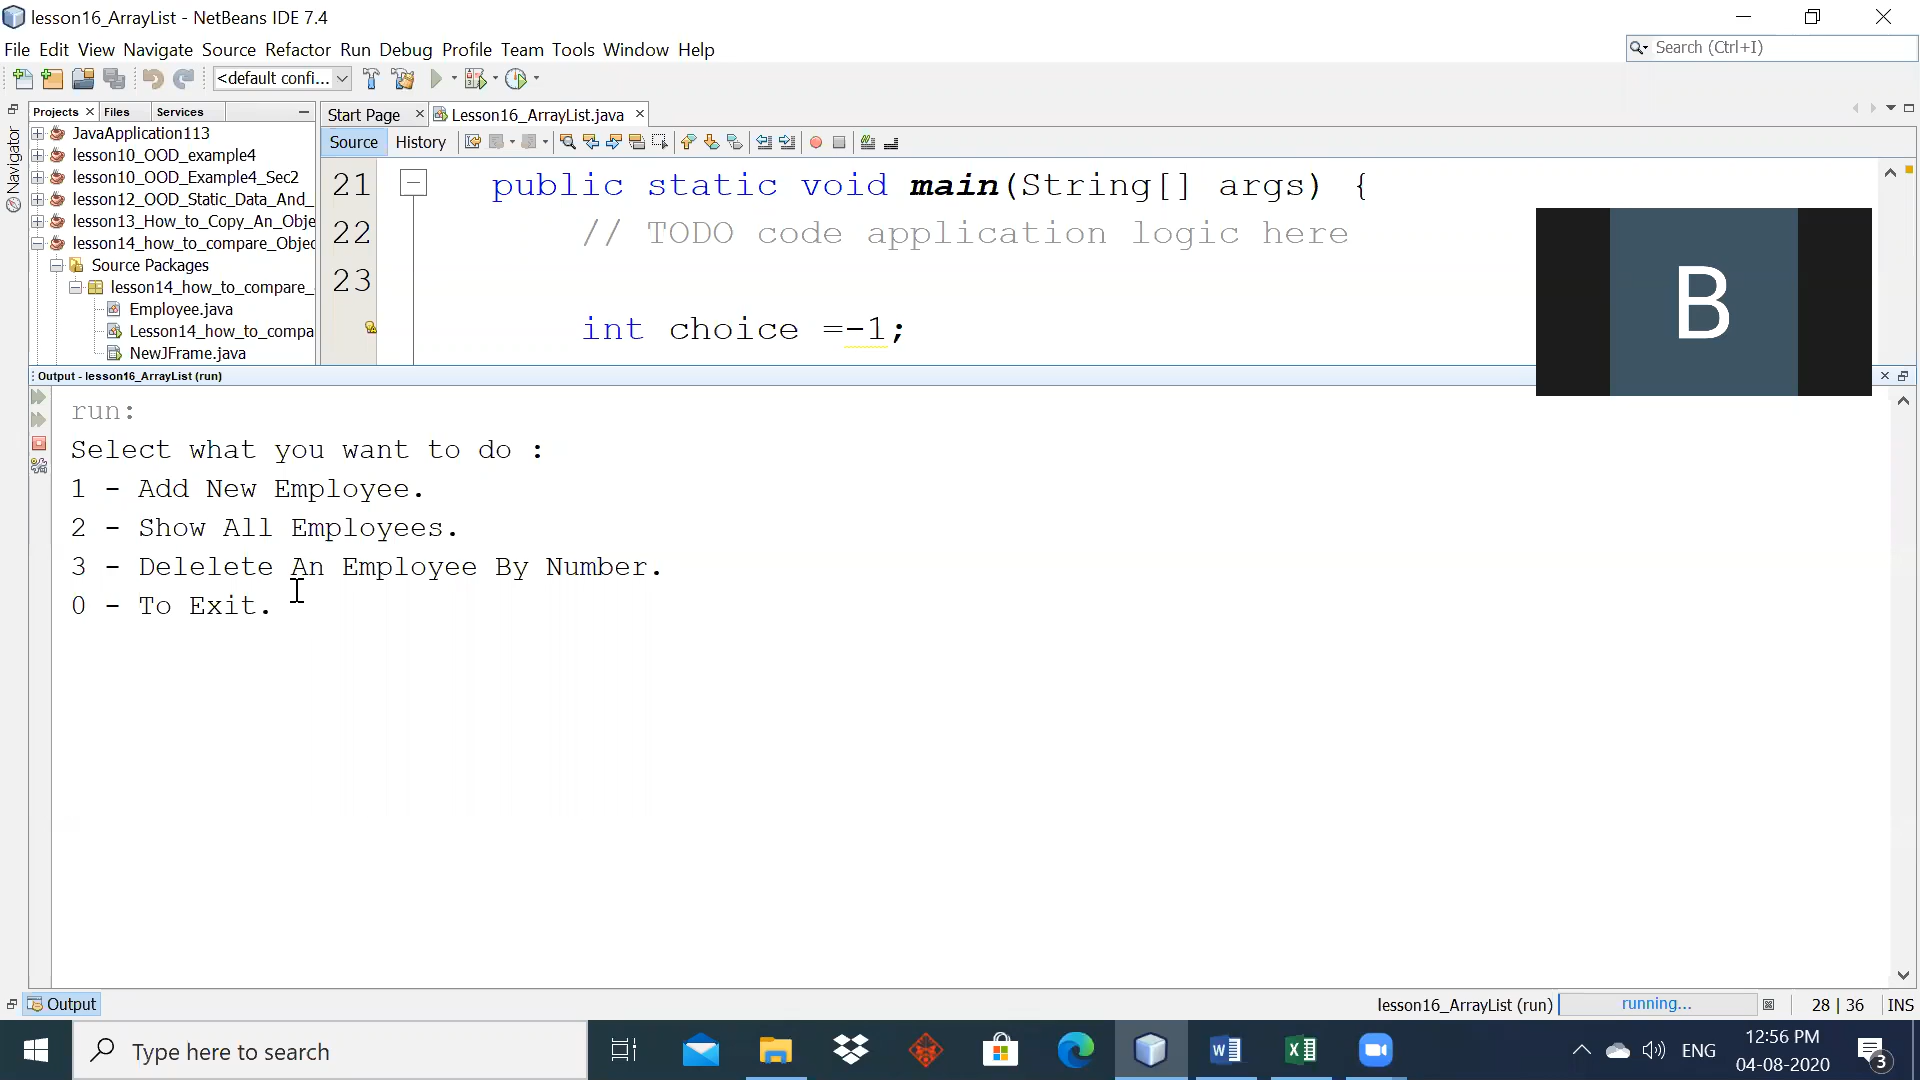 lesson16_ArrayList - NetBeans IDE 7.4
File Edit View Navigate Source Refactor Run Debug Profile Team Tools Window Help
Search (Ctrl+I)
<default confi...
Projects Files Services
Start Page Lesson16_ArrayList.java
Navigator
JavaApplication113
lesson10_OOD_example4
lesson10_OOD_Example4_Sec2
lesson12_OOD_Static_Data_And_
lesson13_How_to_Copy_An_Obje
lesson14_how_to_compare_Objec
Source Packages
lesson14_how_to_compare_
Employee.java
Lesson14_how_to_compa
NewJFrame.java
Source History
21 public static void main(String[] args) {
22 // TODO code application logic here
23
int choice =-1;
B
Output - lesson16_ArrayList (run)
run:
Select what you want to do :
1 - Add New Employee.
2 - Show All Employees.
3 - Delelete An Employee By Number.
0 - To Exit.
Output
lesson16_ArrayList (run) running... 28 | 36 INS
Type here to search
ENG
12:56 PM
04-08-2020
3